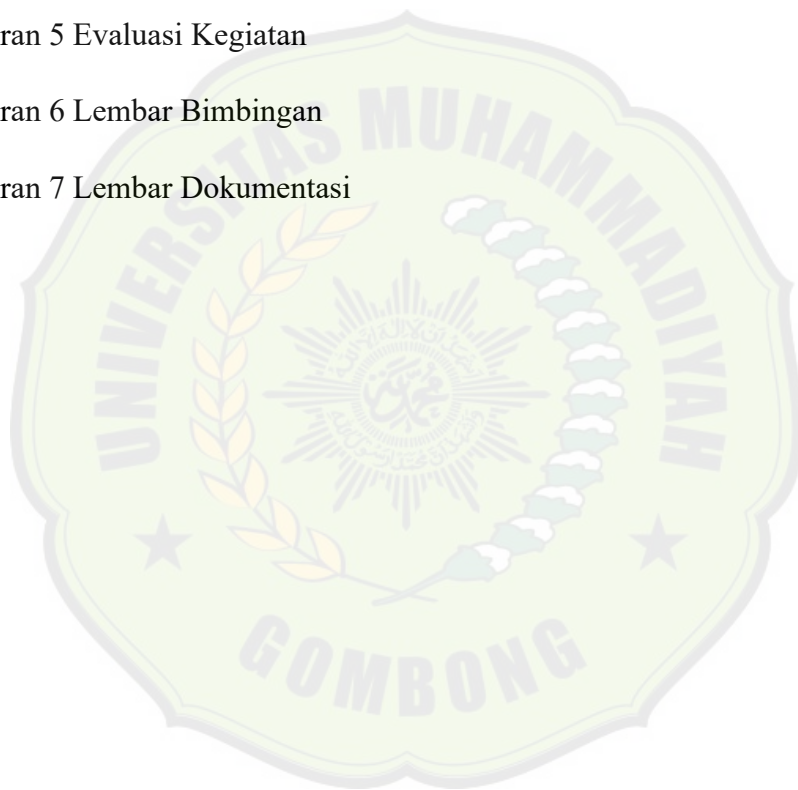 ran 5 Evaluasi Kegiatan
ran 6 Lembar Bimbingan
ran 7 Lembar Dokumentasi
UNIVERSITAS MUHAMMADIYAH
GOMBONG